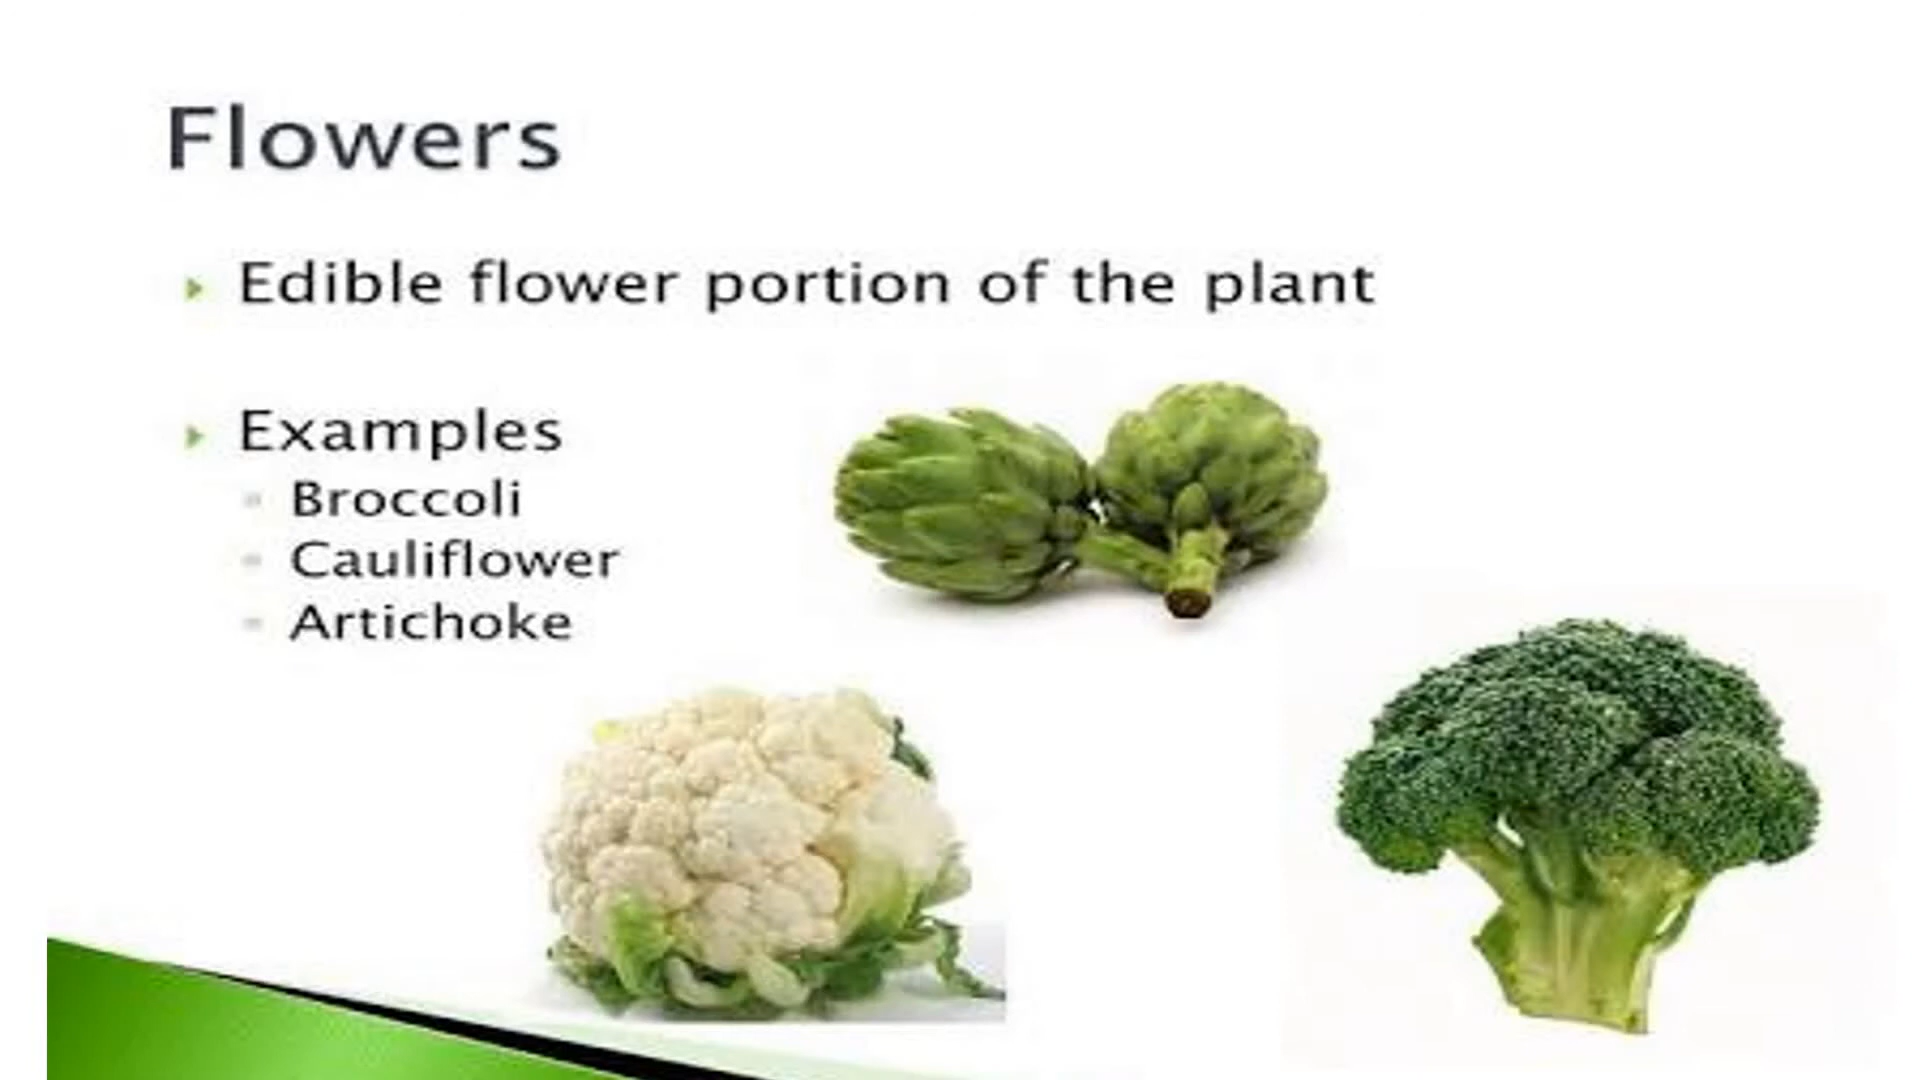 Flowers
Edible flower portion of the plant
Examples
Broccoli
Cauliflower
Artichoke